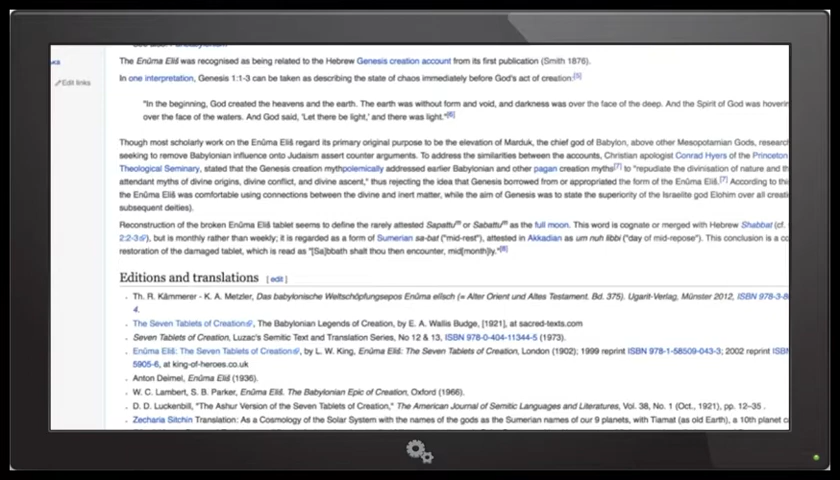 Edit links
The Enûma Eliš was recognised as being related to the Hebrew Genesis creation account from its first publication (Smith 1876).
In one interpretation, Genesis 1:1-3 can be taken as describing the state of chaos immediately before God's act of creation:[5]
"In the beginning, God created the heavens and the earth. The earth was without form and void, and darkness was over the face of the deep. And the Spirit of God was
over the face of the waters. And God said, 'Let there be light,' and there was light."[6]
Though most scholarly work on the Enûma Eliš regard its original primary purpose to be the elevation of Marduk, the chief god of Babylon, above other Mesopotamian Gods,
seeking to remove Babylonian influence onto Judaism assert counter arguments. To address the similarities between the accounts, Christian apologist Conrad Hyers of the Princeton
Theological Seminary, stated that the Genesis creation mythpolemically addressed earlier Babylonian and other pagan creation myths[7] to "repudiate the divinisation of nature and
attendant myths of divine origins, divine conflict, and divine ascent," thus rejecting the idea that Genesis borrowed from or appropriated the form of the Enûma Eliš.[7] According to
the Enûma Eliš was comfortable using connections between the divine and inert matter, while the aim of Genesis was to state the superiority of the Israelite god Elohim over all
subsequent deities).
Reconstruction of the broken Enûma Eliš tablet seems to define the rarely attested Sapattum or Sabattum as the full moon. This word is cognate or merged with Hebrew Shabbat (cf.
2:2-3), but is monthly rather than weekly; it is regarded as a form of Sumerian sa-bat ("mid-rest"), attested in Akkadian as um nuh libbi ("day of mid-repose"). This conclusion is a
restoration of the damaged tablet, which is read as "[Sa]bbath shalt thou then encounter, mid[month]ly."[8]
Editions and translations [ edit ]
Th. R. Kämmerer - K. A. Metzler, Das babylonische Weltschöpfungsepos Enūma elîsch (= Alter Orient und Altes Testament. Bd. 375). Ugarit-Verlag, Münster 2012, ISBN 978-3-8
4.
The Seven Tablets of Creation, The Babylonian Legends of Creation, by E. A. Wallis Budge, [1921], at sacred-texts.com
Seven Tablets of Creation, Luzac's Semitic Text and Translation Series, No 12 & 13, ISBN 978-0-404-11344-5 (1973).
Enûma Eliš: The Seven Tablets of Creation, by L. W. King, Enûma Eliš: The Seven Tablets of Creation, London (1902); 1999 reprint ISBN 978-1-58509-043-3; 2002 reprint ISBN
5905-6, at king-of-heroes.co.uk
Anton Deimel, Enuma Eliš (1936).
W. C. Lambert, S. B. Parker, Enûma Eliš. The Babylonian Epic of Creation, Oxford (1966).
D. D. Luckenbill, "The Ashur Version of the Seven Tablets of Creation," The American Journal of Semitic Languages and Literatures, Vol. 38, No. 1 (Oct., 1921), pp. 12–35 .
Zecharia Sitchin Translation: As a Cosmology of the Solar System with the names of the gods as the Sumerian names of our 9 planets, with Tiamat (as old Earth), a 10th planet